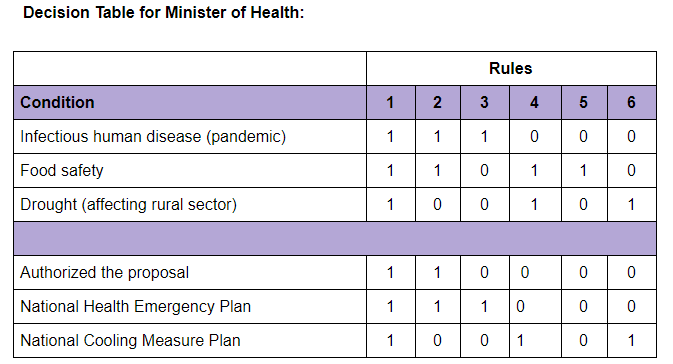 Decision Table for Minister of Health:
Rules
Condition 1 2 3 4 5 6
Infectious human disease (pandemic) 1 1 1 0 0 0
Food safety 1 1 0 1 1 0
Drought (affecting rural sector) 1 0 0 1 0 1
Authorized the proposal 1 1 0 0 0 0
National Health Emergency Plan 1 1 1 0 0 0
National Cooling Measure Plan 1 0 0 1 0 1